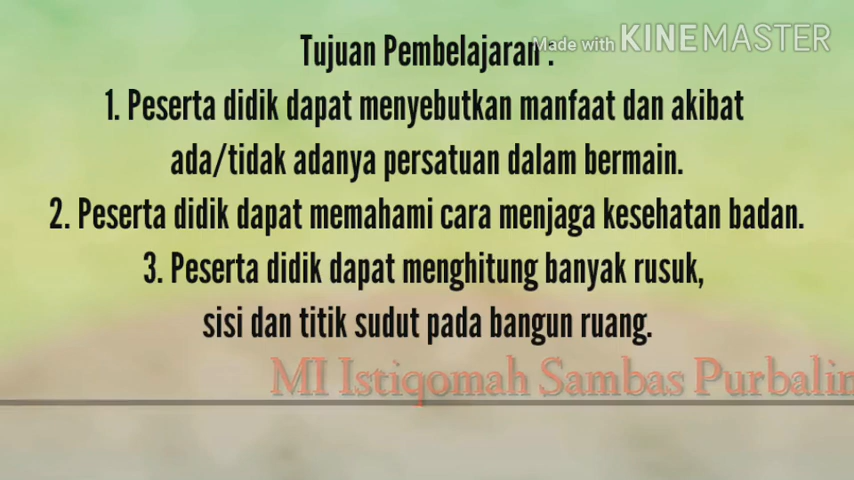 Tujuan Pembelajaran :
Made with KINEMASTER
1. Peserta didik dapat menyebutkan manfaat dan akibat
ada/tidak adanya persatuan dalam bermain.
2. Peserta didik dapat memahami cara menjaga kesehatan badan.
3. Peserta didik dapat menghitung banyak rusuk,
sisi dan titik sudut pada bangun ruang.
MI Istiqomah Sambas Purbalin